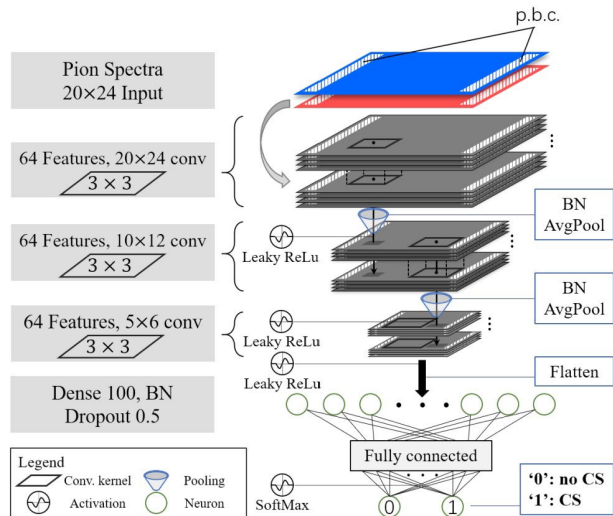 p.b.c.
Pion Spectra
20×24 Input
64 Features, 20×24 conv
3 × 3
BN
AvgPool
64 Features, 10×12 conv
3 × 3
Leaky ReLu
BN
AvgPool
64 Features, 5×6 conv
3 × 3
Leaky ReLu
Leaky ReLu
Flatten
Dense 100, BN
Dropout 0.5
Fully connected
Legend
Conv. kernel
Pooling
Activation
Neuron
SoftMax
0
1
‘0’: no CS
‘1’: CS